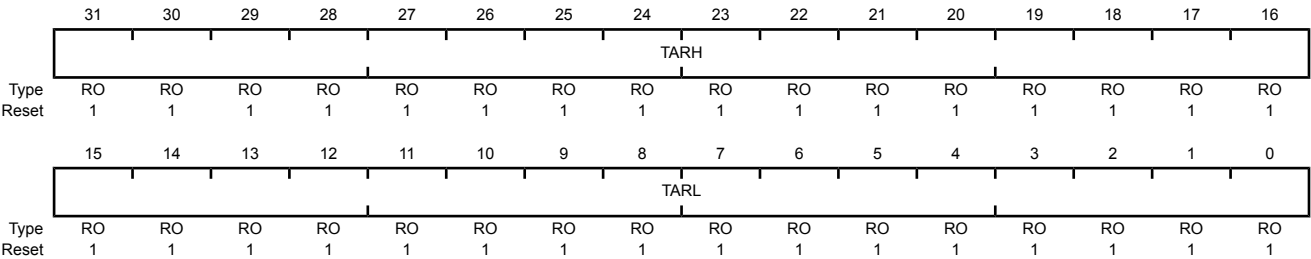 31 30 29 28 27 26 25 24 23 22 21 20 19 18 17 16
TARH
Type RO RO RO RO RO RO RO RO RO RO RO RO RO RO RO RO
Reset 1 1 1 1 1 1 1 1 1 1 1 1 1 1 1 1
15 14 13 12 11 10 9 8 7 6 5 4 3 2 1 0
TARL
Type RO RO RO RO RO RO RO RO RO RO RO RO RO RO RO RO
Reset 1 1 1 1 1 1 1 1 1 1 1 1 1 1 1 1